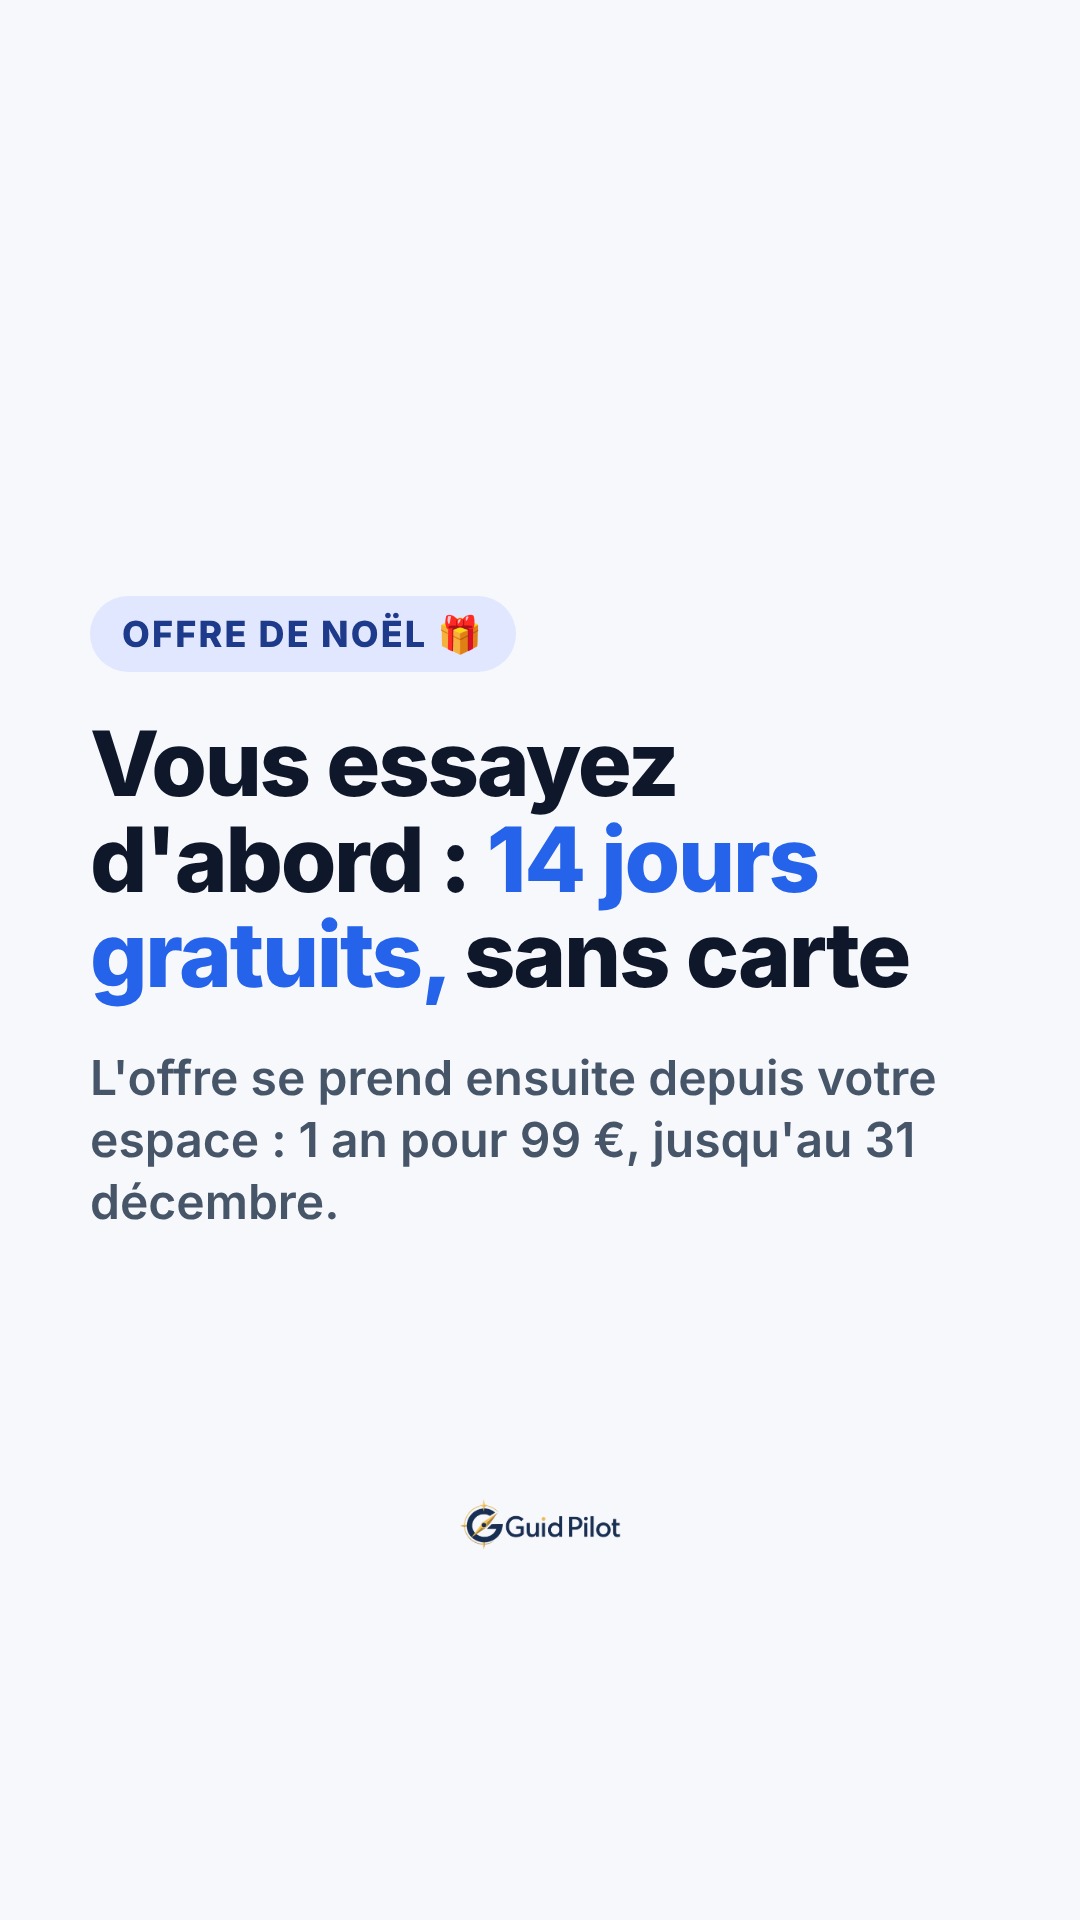 OFFRE DE NOËL 🎁
Vous essayez
d'abord : 14 jours
gratuits, sans carte
L'offre se prend ensuite depuis votre
espace : 1 an pour 99 €, jusqu'au 31
décembre.
Guid Pilot